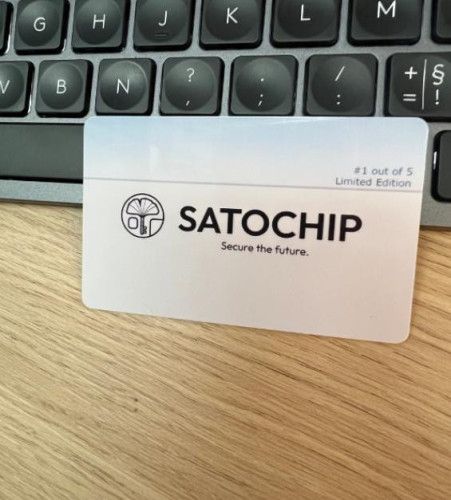 G H J K L M
V B N ? , . ; / : + = § !
#1 out of 5
Limited Edition
SATOCHIP
Secure the future.